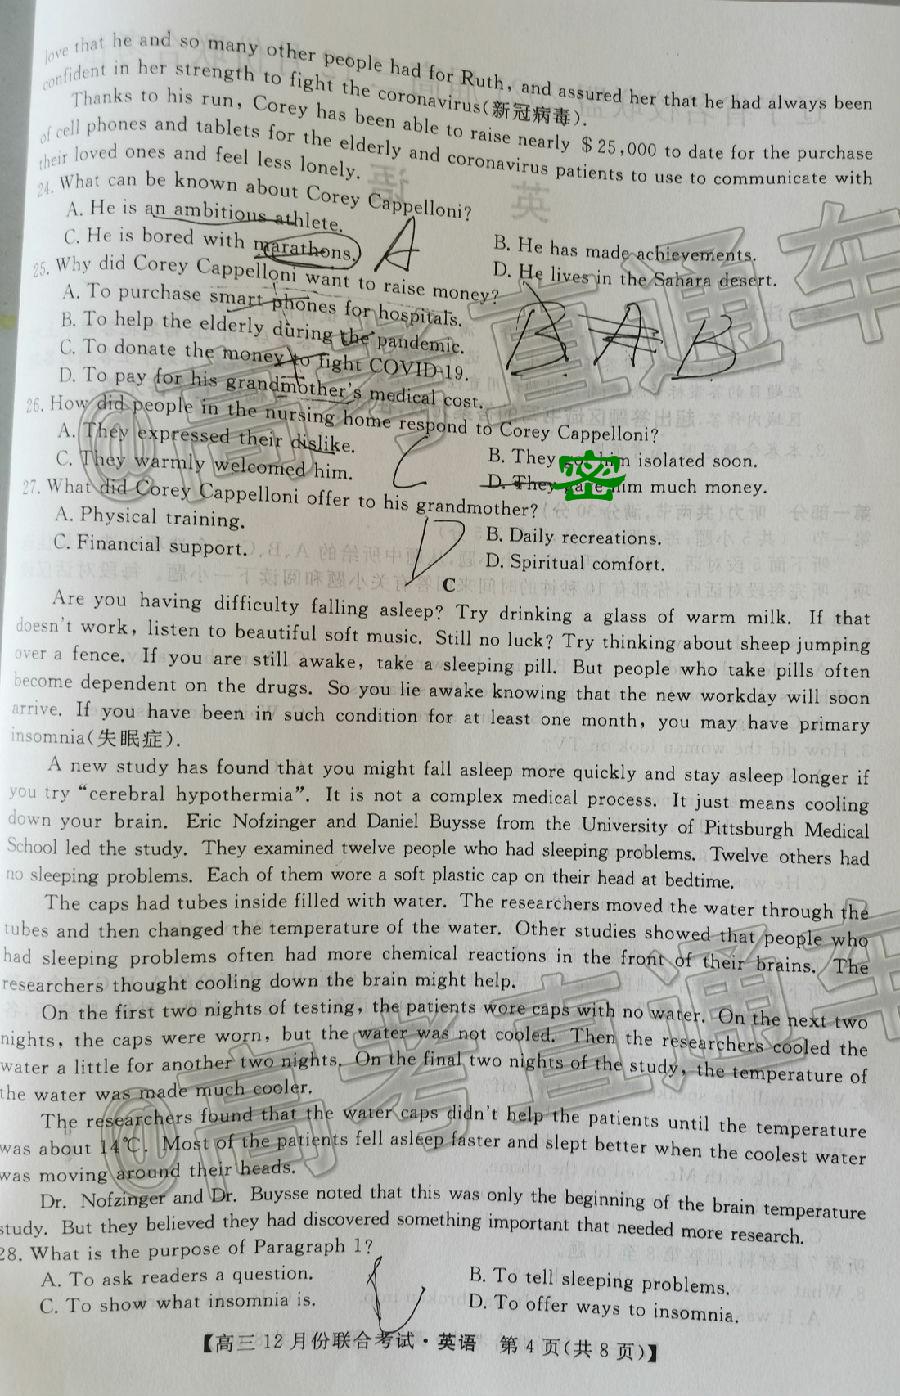 love that he and so many other people had for Ruth, and assured her that he had always been
confident in her strength to fight the coronavirus(新冠病毒).
Thanks to his run, Corey has been able to raise nearly $25,000 to date for the purchase
of cell phones and tablets for the elderly and coronavirus patients to use to communicate with
their loved ones and feel less lonely.
24. What can be known about Corey Cappelloni?
A. He is an ambitious athlete.
B. He has made achievements.
C. He is bored with marathons.
D. He lives in the Sahara desert.
A
25. Why did Corey Cappelloni want to raise money?
A. To purchase smart phones for hospitals.
B. To help the elderly during the pandemic.
C. To donate the money to fight COVID-19.
D. To pay for his grandmother's medical cost.
B A B
26. How did people in the nursing home respond to Corey Cappelloni?
A. They expressed their dislike.
B. They him isolated soon.
C. They warmly welcomed him.
D. They gave him much money.
C
密
27. What did Corey Cappelloni offer to his grandmother?
A. Physical training.
B. Daily recreations.
C. Financial support.
D. Spiritual comfort.
D
C
Are you having difficulty falling asleep? Try drinking a glass of warm milk. If that
doesn't work, listen to beautiful soft music. Still no luck? Try thinking about sheep jumping
over a fence. If you are still awake, take a sleeping pill. But people who take pills often
become dependent on the drugs. So you lie awake knowing that the new workday will soon
arrive. If you have been in such condition for at least one month, you may have primary
insomnia(失眠症).
A new study has found that you might fall asleep more quickly and stay asleep longer if
you try "cerebral hypothermia". It is not a complex medical process. It just means cooling
down your brain. Eric Nofzinger and Daniel Buysse from the University of Pittsburgh Medical
School led the study. They examined twelve people who had sleeping problems. Twelve others had
no sleeping problems. Each of them wore a soft plastic cap on their head at bedtime.
The caps had tubes inside filled with water. The researchers moved the water through the
tubes and then changed the temperature of the water. Other studies showed that people who
had sleeping problems often had more chemical reactions in the front of their brains. The
researchers thought cooling down the brain might help.
On the first two nights of testing, the patients wore caps with no water. On the next two
nights, the caps were worn, but the water was not cooled. Then the researchers cooled the
water a little for another two nights. On the final two nights of the study, the temperature of
the water was made much cooler.
The researchers found that the water caps didn't help the patients until the temperature
was about 14℃. Most of the patients fell asleep faster and slept better when the coolest water
was moving around their heads.
Dr. Nofzinger and Dr. Buysse noted that this was only the beginning of the brain temperature
study. But they believed they had discovered something important that needed more research.
28. What is the purpose of Paragraph 1?
A. To ask readers a question.
B. To tell sleeping problems.
C. To show what insomnia is.
D. To offer ways to insomnia.
【高三12月份联合考试·英语 第4页(共8页)】
@高考直通车
@高考直通车